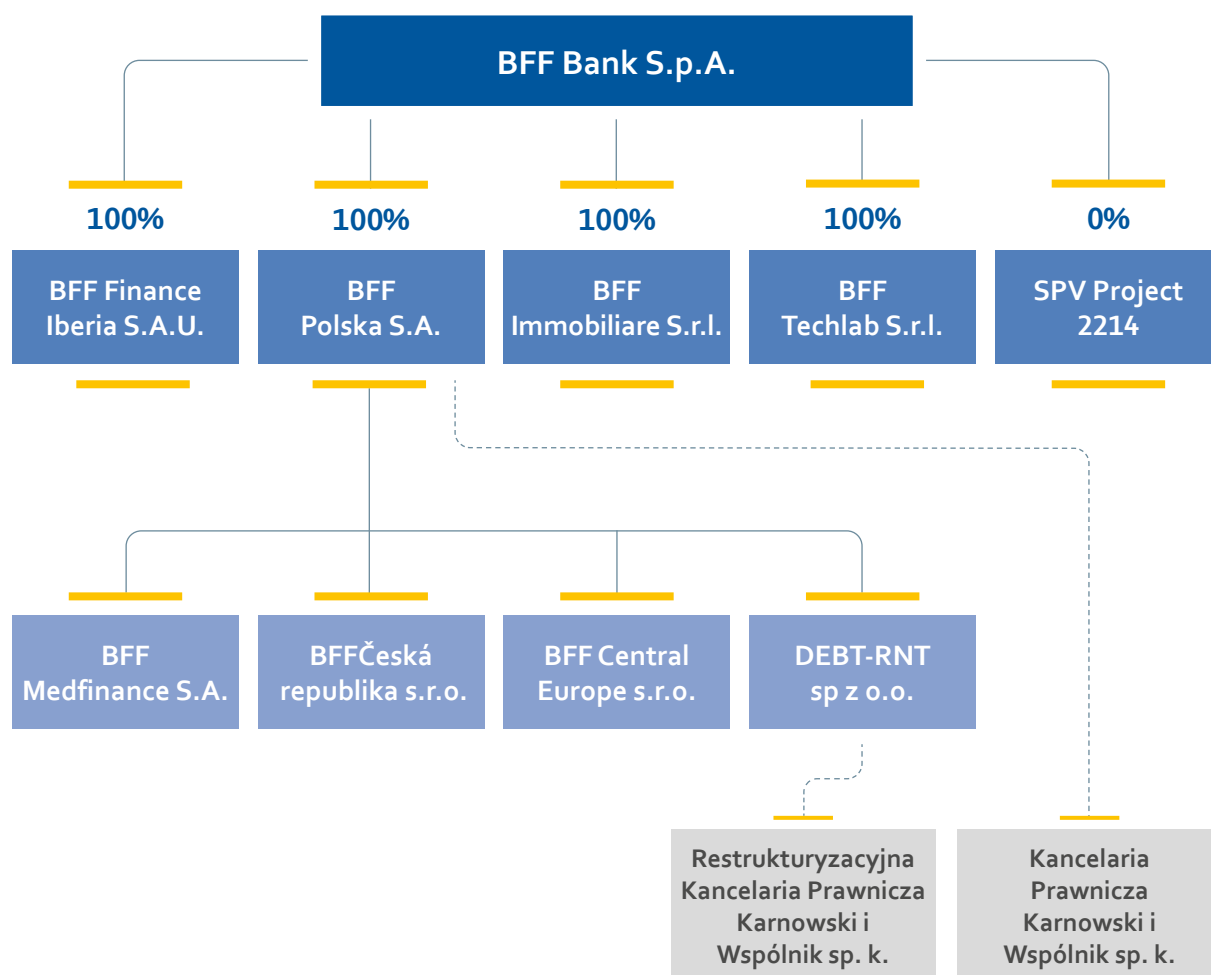 BFF Bank S.p.A.
100%
100%
100%
100%
0%
BFF Finance
Iberia S.A.U.
BFF
Polska S.A.
BFF
Immobiliare S.r.l.
BFF
Techlab S.r.l.
SPV Project
2214
BFF
Medfinance S.A.
BFFČeská
republika s.r.o.
BFF Central
Europe s.r.o.
DEBT-RNT
sp z o.o.
Restrukturyzacyjna
Kancelaria Prawnicza
Karnowski i
Wspólnik sp. k.
Kancelaria
Prawnicza
Karnowski i
Wspólnik sp. k.